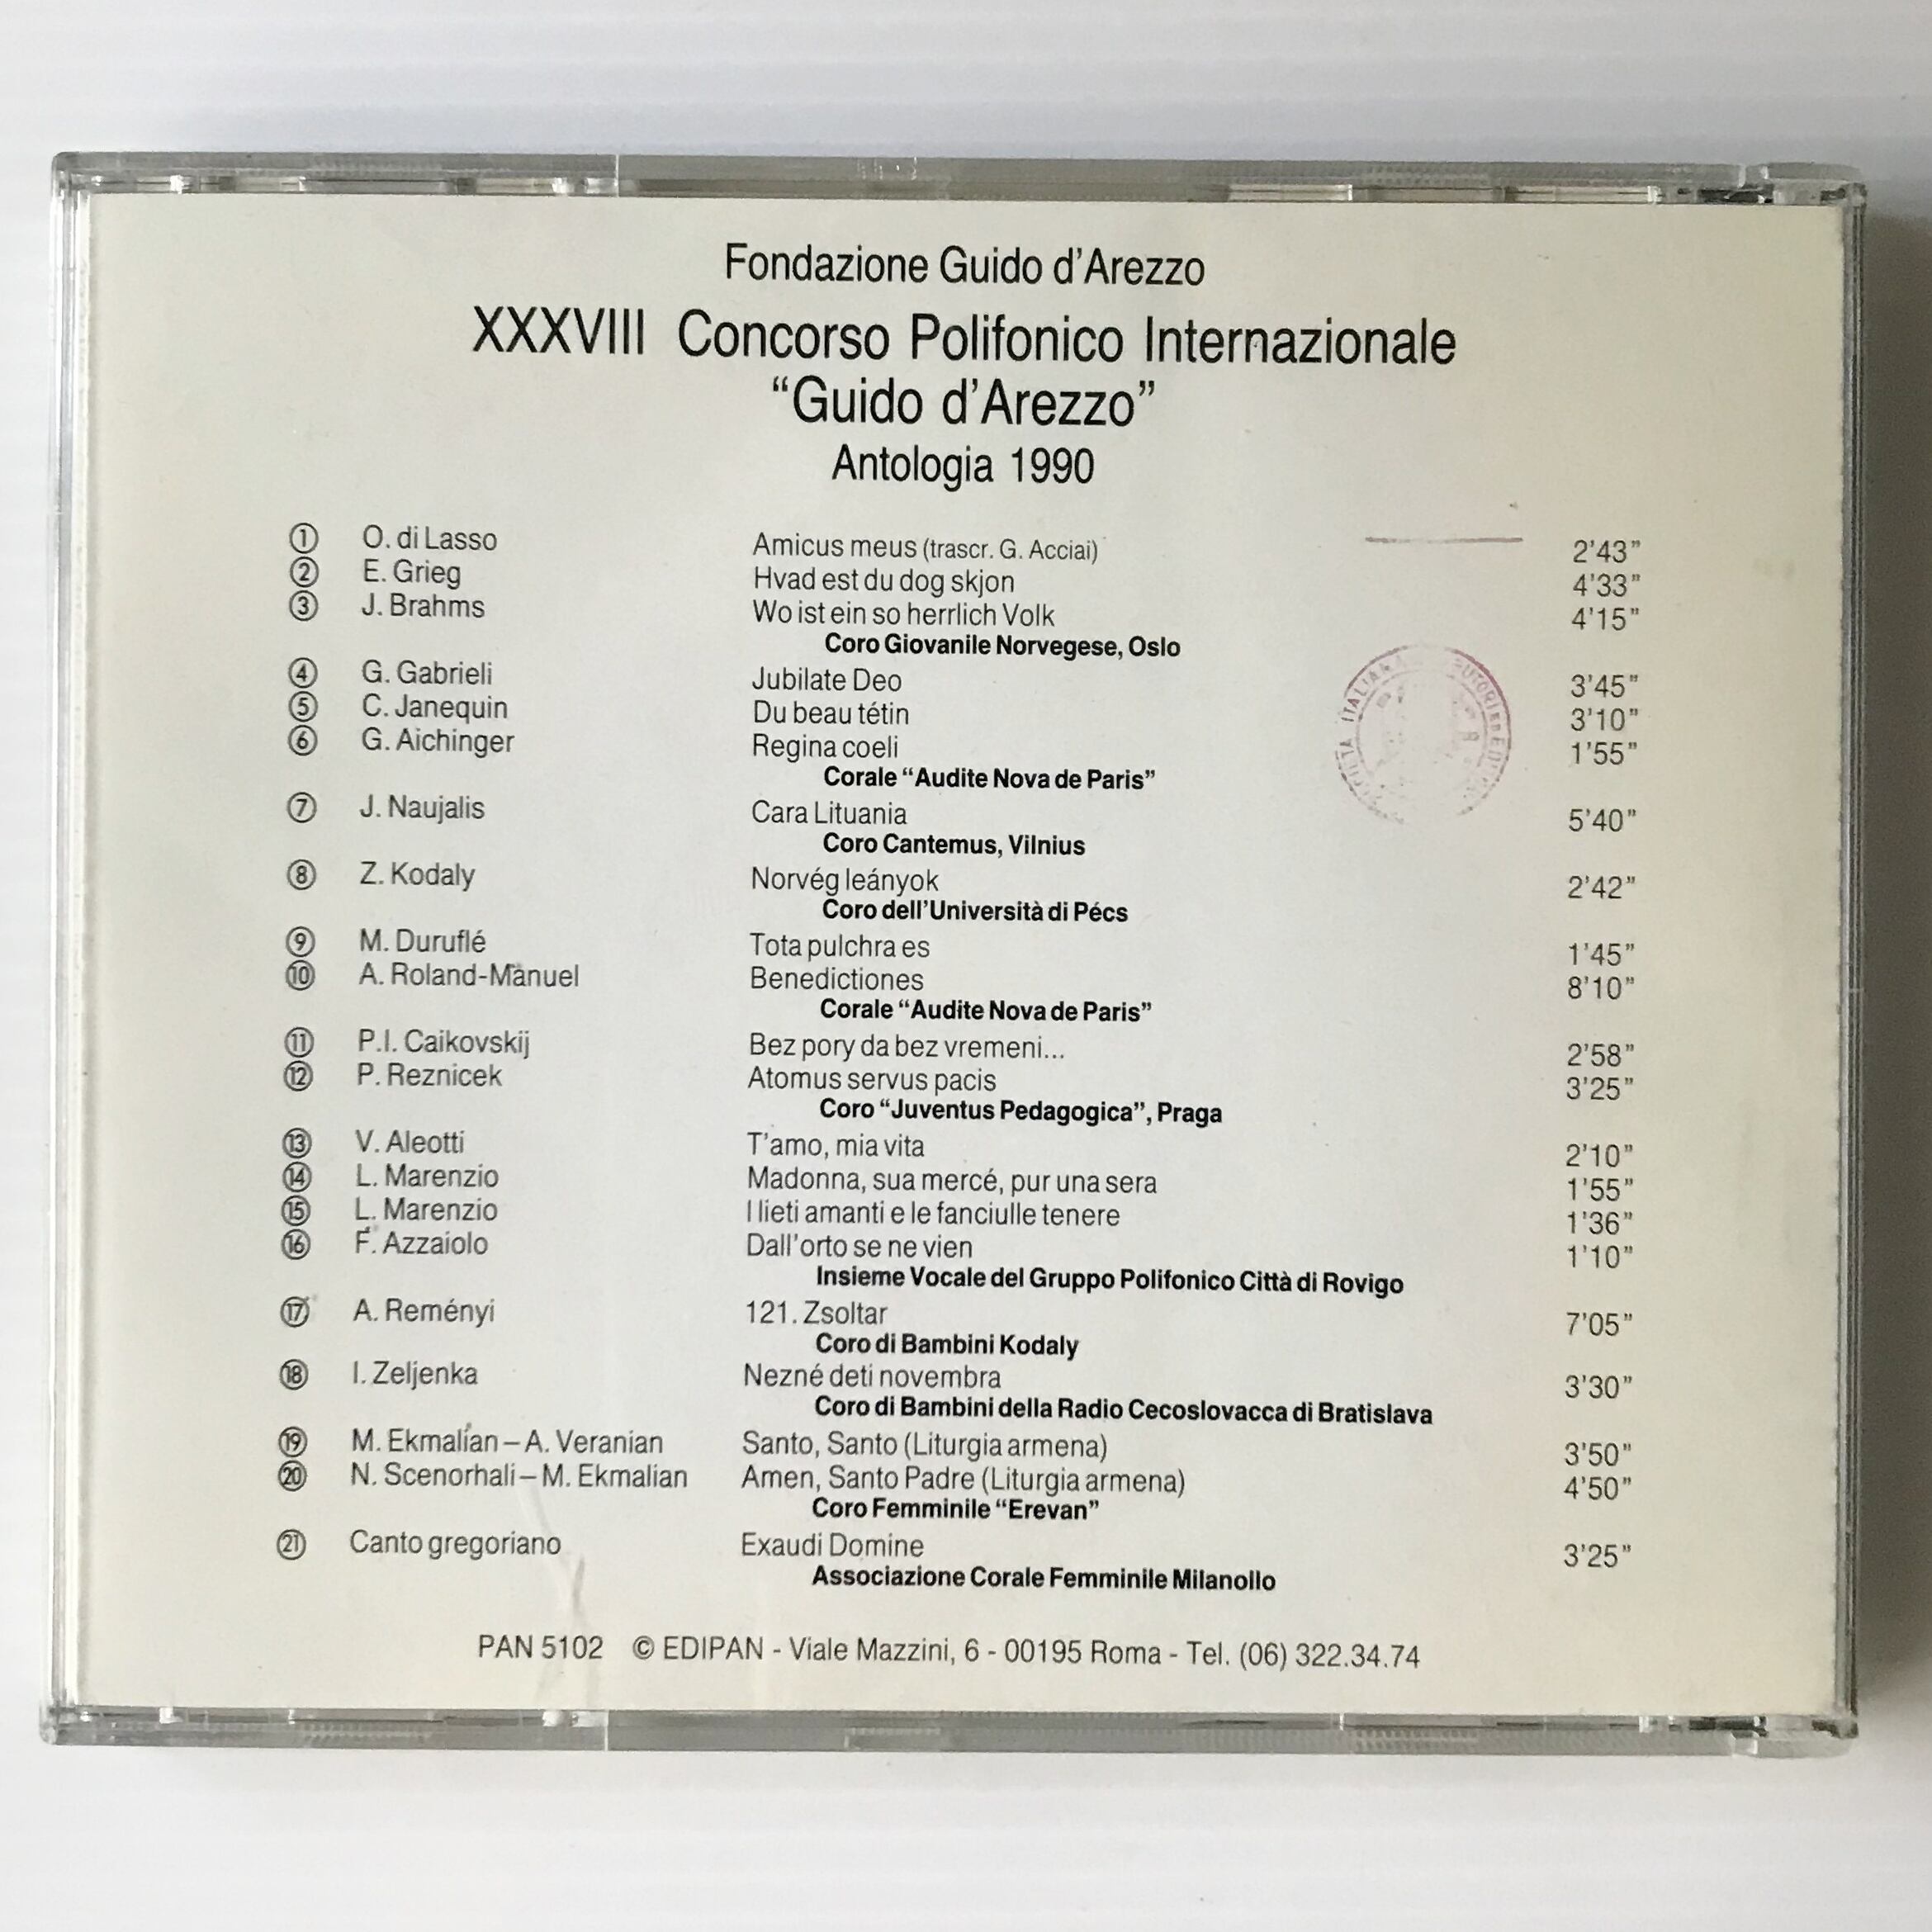 Fondazione Guido d'Arezzo
XXXVIII Concorso Polifonico Internazionale
“Guido d'Arezzo”
Antologia 1990
① O. di Lasso Amicus meus (trascr. G. Acciai) 2'43”
② E. Grieg Hvad est du dog skjon 4'33”
③ J. Brahms Wo ist ein so herrlich Volk 4'15”
Coro Giovanile Norvegese, Oslo
④ G. Gabrieli Jubilate Deo 3'45”
⑤ C. Janequin Du beau tétin 3'10”
⑥ G. Aichinger Regina coeli 1'55”
Corale “Audite Nova de Paris”
⑦ J. Naujalis Cara Lituania 5'40”
Coro Cantemus, Vilnius
⑧ Z. Kodaly Norvég leányok 2'42”
Coro dell'Università di Pécs
⑨ M. Duruflé Tota pulchra es 1'45”
⑩ A. Roland-Manuel Benedictiones 8'10”
Corale “Audite Nova de Paris”
⑪ P.I. Caikovskij Bez pory da bez vremeni... 2'58”
⑫ P. Reznicek Atomus servus pacis 3'25”
Coro “Juventus Pedagogica”, Praga
⑬ V. Aleotti T'amo, mia vita 2'10”
⑭ L. Marenzio Madonna, sua mercé, pur una sera 1'55”
⑮ L. Marenzio I lieti amanti e le fanciulle tenere 1'36”
⑯ F. Azzaiolo Dall'orto se ne vien 1'10”
Insieme Vocale del Gruppo Polifonico Città di Rovigo
⑰ A. Reményi 121. Zsoltar 7'05”
Coro di Bambini Kodaly
⑱ I. Zeljenka Nezné deti novembra 3'30”
Coro di Bambini della Radio Cecoslovacca di Bratislava
⑲ M. Ekmalian – A. Veranian Santo, Santo (Liturgia armena) 3'50”
⑳ N. Scenorhali – M. Ekmalian Amen, Santo Padre (Liturgia armena) 4'50”
Coro Femminile “Erevan”
㉑ Canto gregoriano Exaudi Domine 3'25”
Associazione Corale Femminile Milanollo
PAN 5102 © EDIPAN - Viale Mazzini, 6 - 00195 Roma - Tel. (06) 322.34.74
ITALIANA